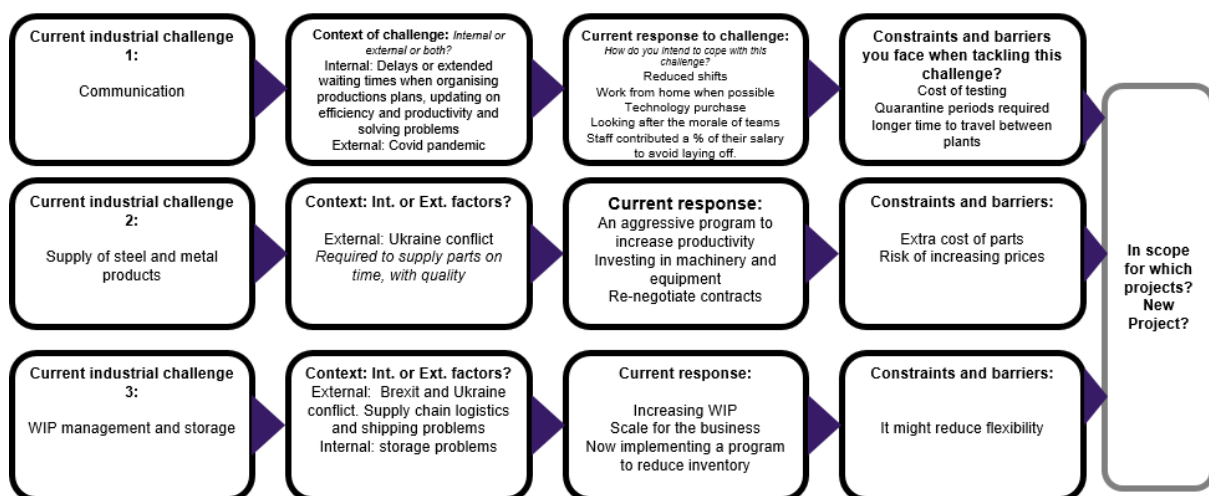 Current industrial challenge
1:
Communication
Context of challenge: Internal or
external or both?
Internal: Delays or extended
waiting times when organising
productions plans, updating on
efficiency and productivity and
solving problems
External: Covid pandemic
Current response to challenge:
How do you intend to cope with this
challenge?
Reduced shifts
Work from home when possible
Technology purchase
Looking after the morale of teams
Staff contributed a % of their salary
to avoid laying off.
Constraints and barriers
you face when tackling this
challenge?
Cost of testing
Quarantine periods required
longer time to travel between
plants
Current industrial challenge
2:
Supply of steel and metal
products
Context: Int. or Ext. factors?
External: Ukraine conflict
Required to supply parts on
time, with quality
Current response:
An aggressive program to
increase productivity
Investing in machinery and
equipment
Re-negotiate contracts
Constraints and barriers:
Extra cost of parts
Risk of increasing prices
Current industrial challenge
3:
WIP management and storage
Context: Int. or Ext. factors?
External: Brexit and Ukraine
conflict. Supply chain logistics
and shipping problems
Internal: storage problems
Current response:
Increasing WIP
Scale for the business
Now implementing a program
to reduce inventory
Constraints and barriers:
It might reduce flexibility
In scope
for which
projects?
New
Project?